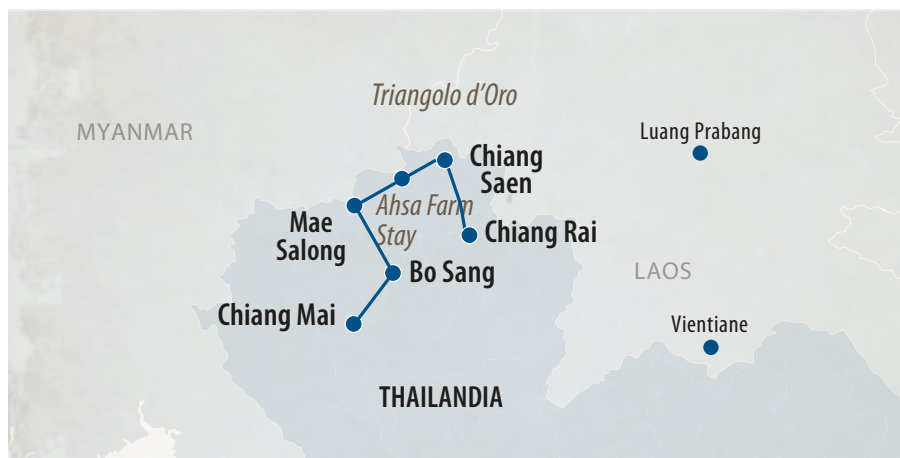 Triangolo d'Oro
MYANMAR
Luang Prabang
Chiang
Saen
Ahsa Farm
Stay
Mae
Salong
Chiang Rai
Bo Sang
LAOS
Chiang Mai
Vientiane
THAILANDIA